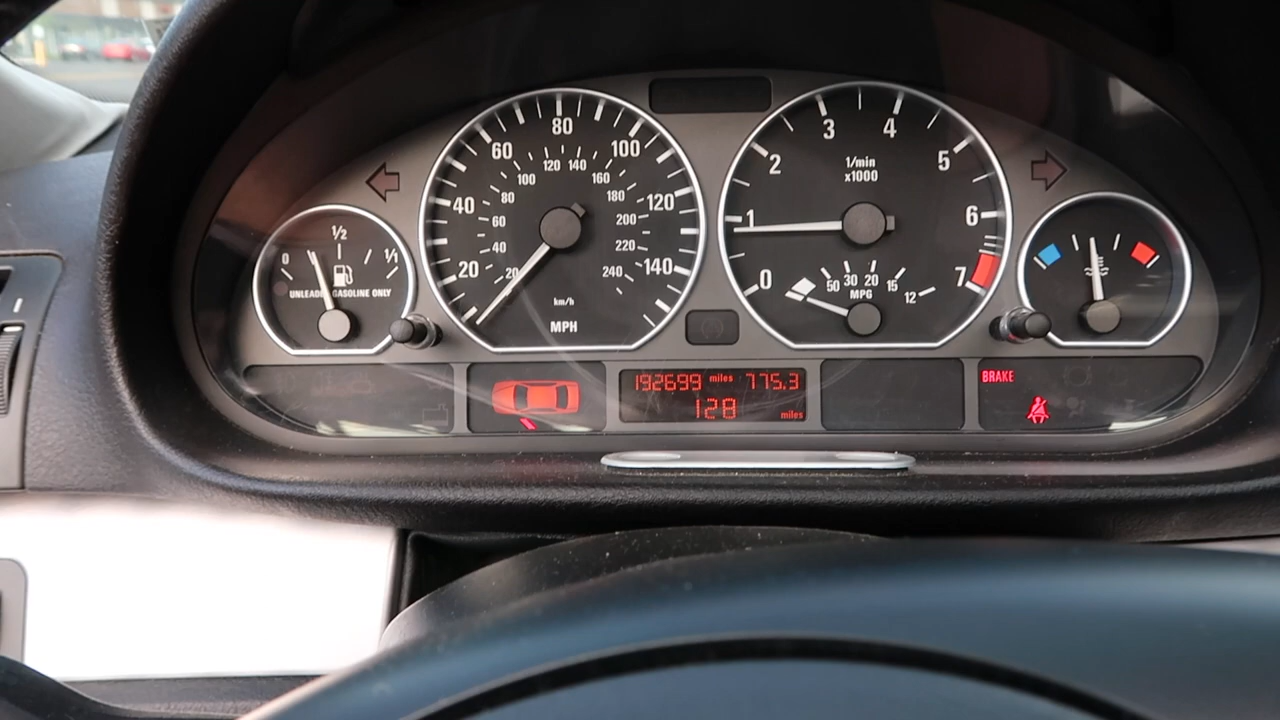 0 1/2 1/1
UNLEADED GASOLINE ONLY
20 40 60 80 100 120 140
20 40 60 80 100 120 140 160 180 200 220 240
km/h
MPH
0 1 2 3 4 5 6 7
1/min
x1000
50 30 20 15 12
MPG
192699 miles 775.3
128 miles
BRAKE